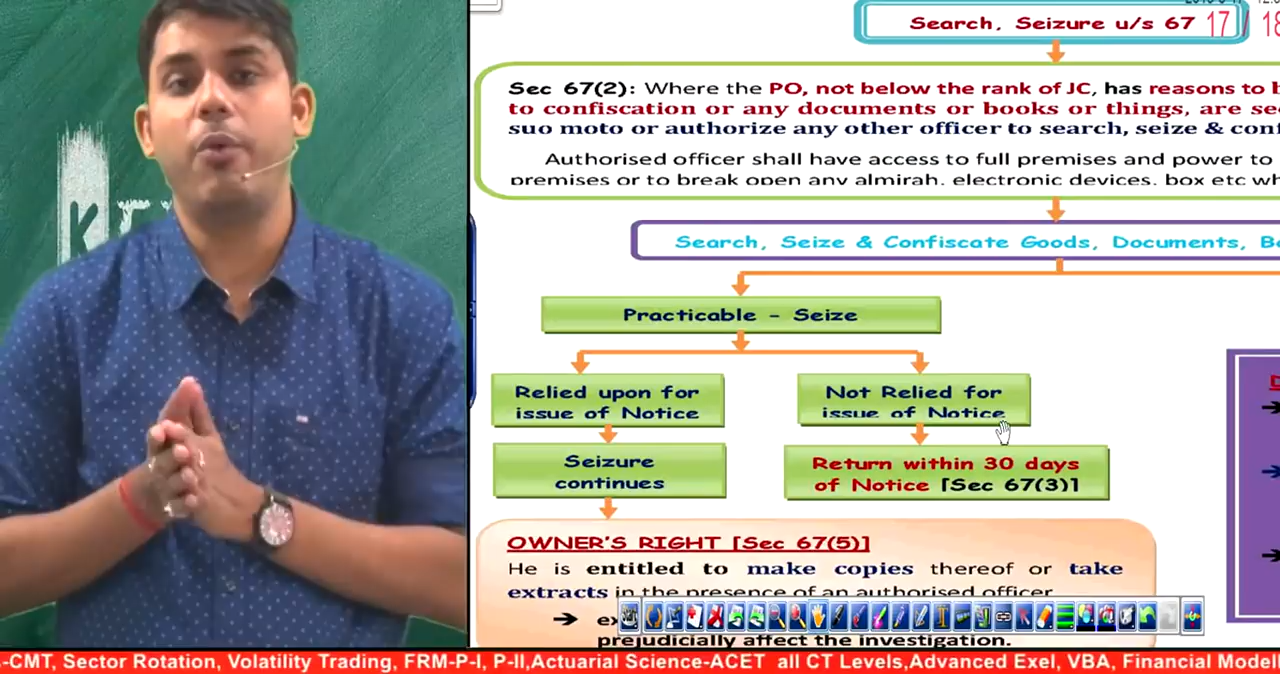 Search, Seizure u/s 67
17 / 18
Sec 67(2): Where the PO, not below the rank of JC, has reasons to b
to confiscation or any documents or books or things, are sec
suo moto or authorize any other officer to search, seize & conf
Authorised officer shall have access to full premises and power to
premises or to break open any almirah, electronic devices, box etc wh
Search, Seize & Confiscate Goods, Documents, Bo
Practicable - Seize
Relied upon for
issue of Notice
Not Relied for
issue of Notice
Seizure
continues
Return within 30 days
of Notice [Sec 67(3)]
OWNER'S RIGHT [Sec 67(5)]
He is entitled to make copies thereof or take
extracts in the presence of an authorised officer
prejudicially affect the investigation.
-CMT, Sector Rotation, Volatility Trading, FRM-P-I, P-II,Actuarial Science-ACET all CT Levels,Advanced Exel, VBA, Financial Modell